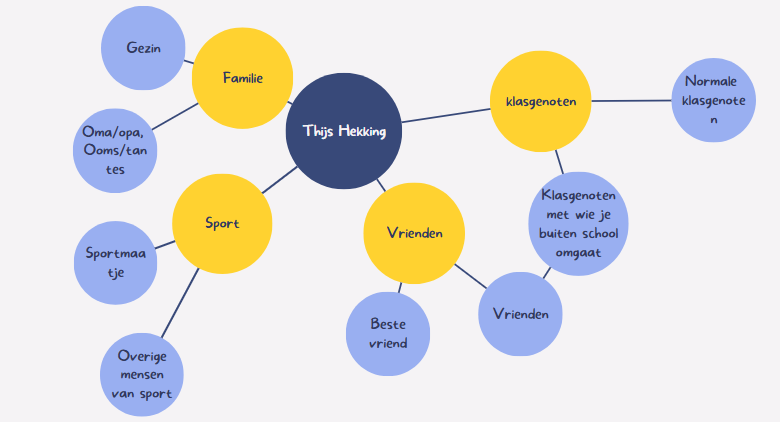 Gezin
Familie
Oma/opa,
Ooms/tan
tes
Thijs Hekking
klasgenoten
Normale
klasgenote
n
Sport
Sportmaa
tje
Overige
mensen
van sport
Vrienden
Beste
vriend
Vrienden
Klasgenoten
met wie je
buiten school
omgaat